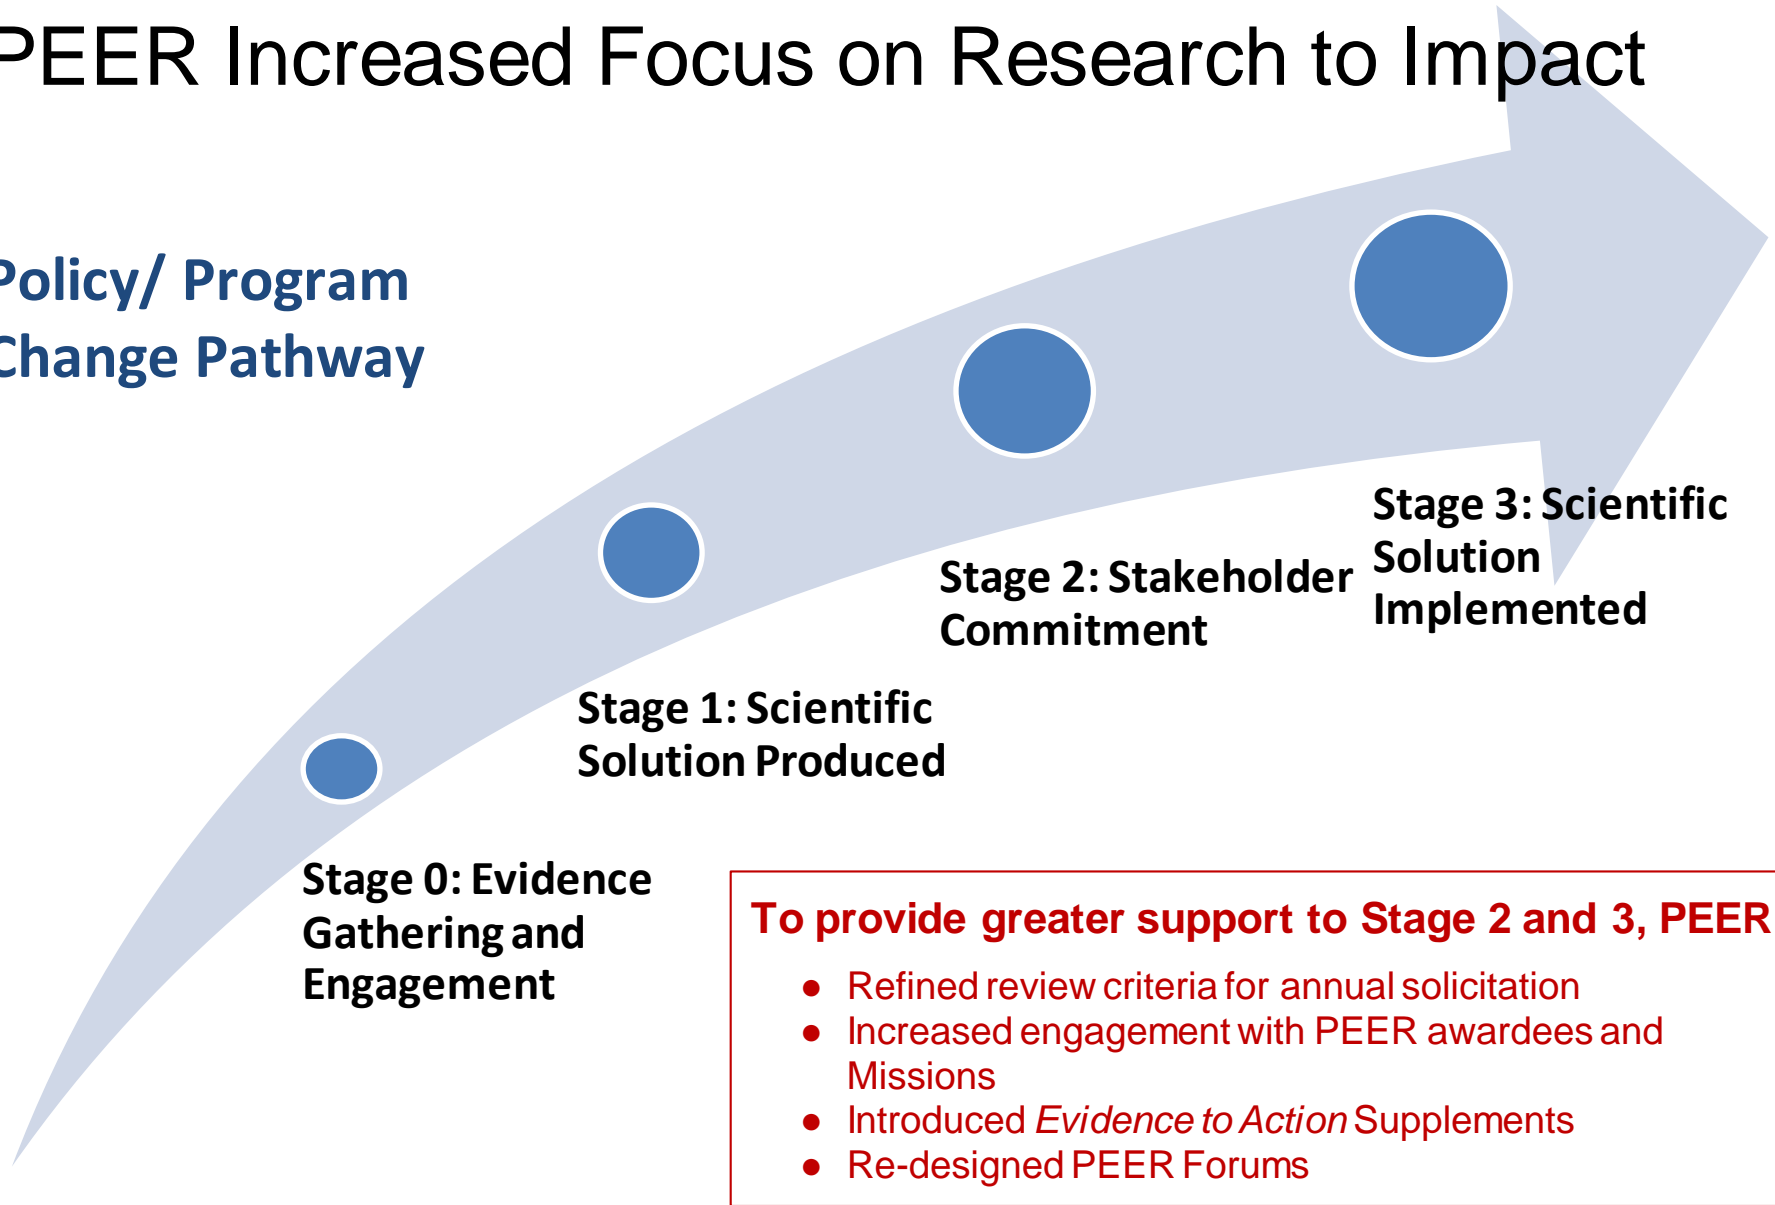 PEER Increased Focus on Research to Impact
Policy/ Program
Change Pathway
Stage 3: Scientific
Solution
Implemented
Stage 2: Stakeholder
Commitment
Stage 1: Scientific
Solution Produced
Stage 0: Evidence
Gathering and
Engagement
To provide greater support to Stage 2 and 3, PEER
● Refined review criteria for annual solicitation
● Increased engagement with PEER awardees and
Missions
● Introduced Evidence to Action Supplements
● Re-designed PEER Forums